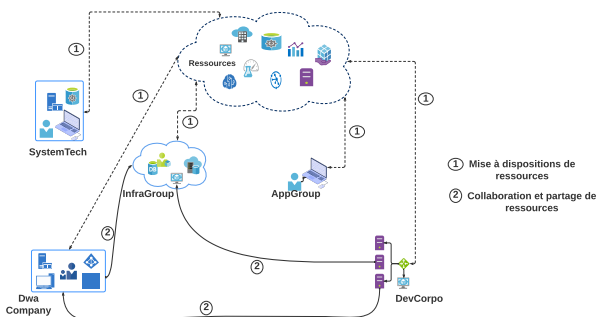 Ressources
1
1
1
1
1
SystemTech
InfraGroup
AppGroup
1 Mise à dispositions de
ressources
2 Collaboration et partage de
ressources
2
2
2
Dwa
Company
DevCorpo